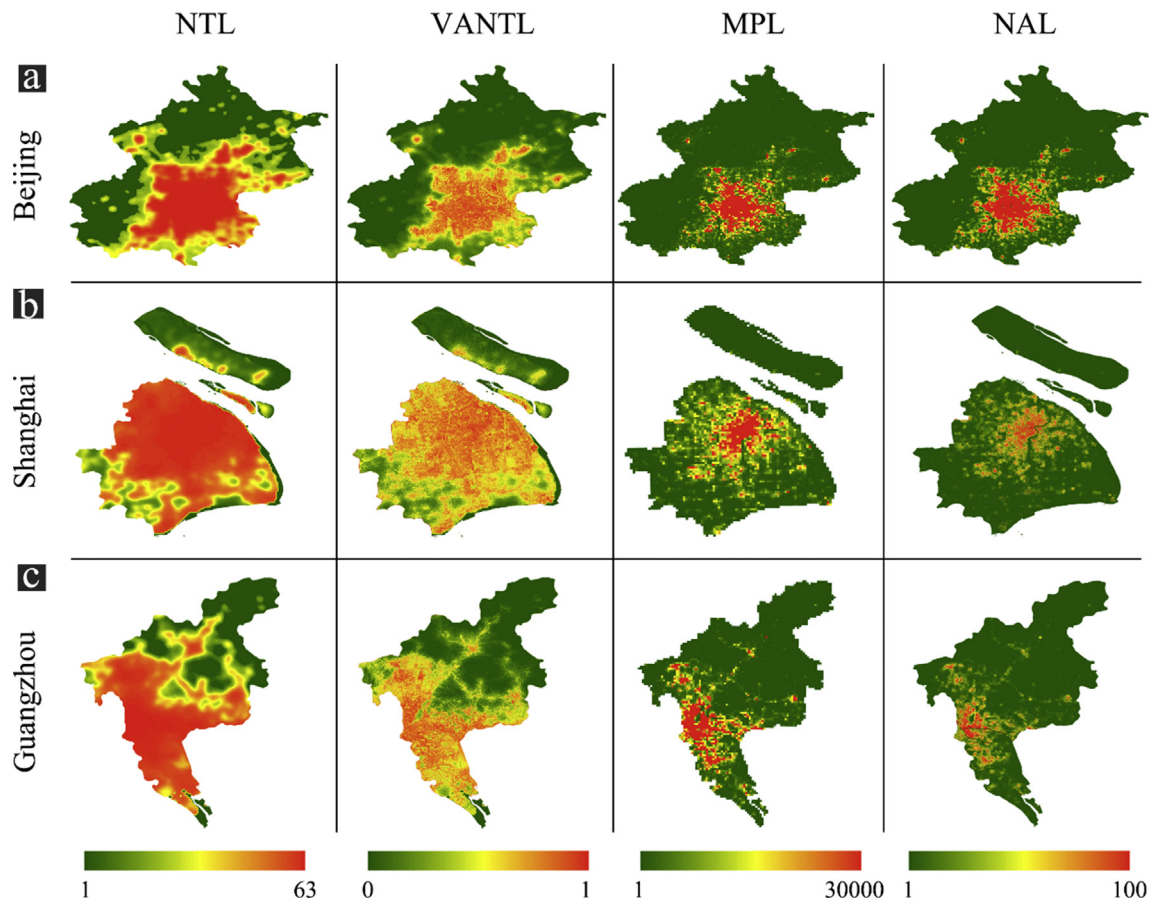 NTL VANTL MPL NAL
a
Beijing
b
Shanghai
c
Guangzhou
1 63 0 1 1 30000 1 100